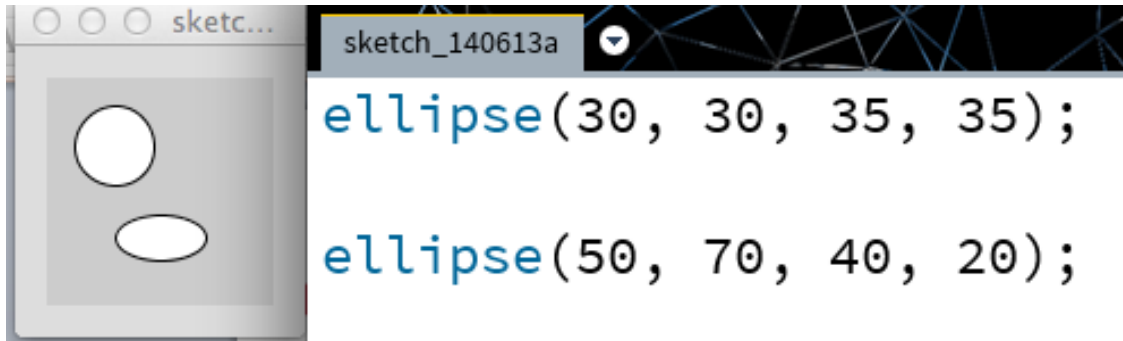 sketc...
sketch_140613a
ellipse(30, 30, 35, 35);
ellipse(50, 70, 40, 20);